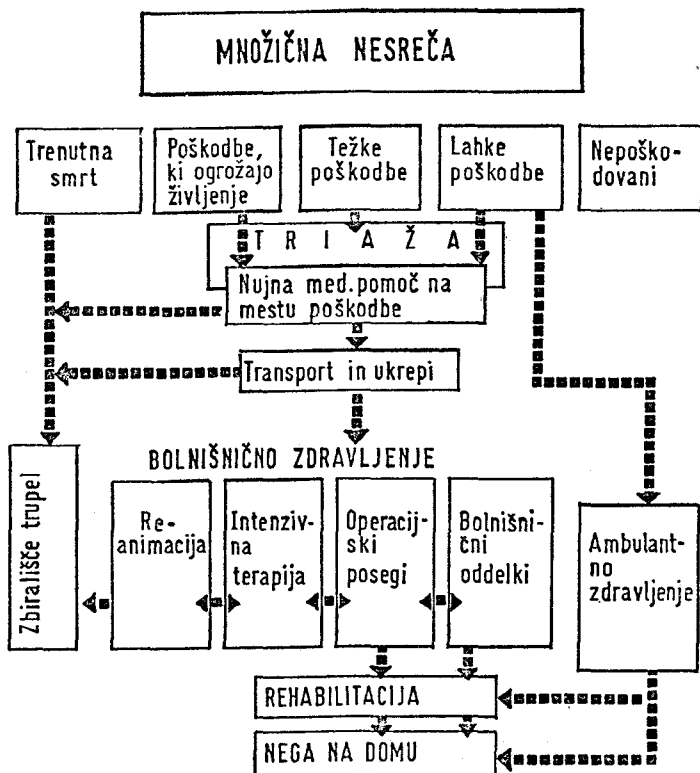 MNOŽIČNA NESREČA
Trenutna
smrt
Poškodbe,
ki ogrožajo
življenje
Težke
poškodbe
Lahke
poškodbe
Nepoško-
dovani
TRIAŽA
Nujna med.pomoč na
mestu poškodbe
Transport in ukrepi
BOLNIŠNIČNO ZDRAVLJENJE
Zbirališče trupel
Re-
animacija
Intenziv-
na
terapija
Operacij-
ski
posegi
Bolnišni-
čni
oddelki
Ambulant-
no
zdravljenje
REHABILITACIJA
NEGA NA DOMU